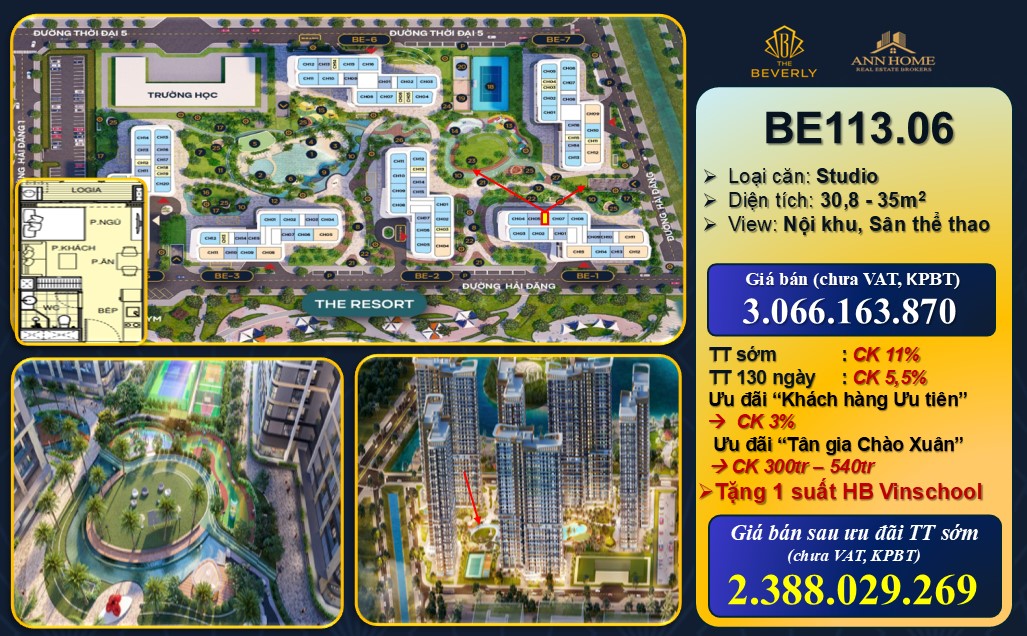 ĐƯỜNG THỜI ĐẠI 5
BE-6
ĐƯỜNG THỜI ĐẠI 5
BE-7
TRƯỜNG HỌC
LOGIA
P.NGỦ
P.KHÁCH
P.ĂN
WC
BẾP
BE-3
BE-2
BE-1
ĐƯỜNG HẢI ĐĂNG
ĐƯỜNG HẢI ĐĂNG
THE RESORT
THE
BEVERLY
ANN HOME
REAL ESTATE BROKERS
BE113.06
Loại căn: Studio
Diện tích: 30,8 - 35m²
View: Nội khu, Sân thể thao
Giá bán (chưa VAT, KPBT)
3.066.163.870
TT sớm : CK 11%
TT 130 ngày : CK 5,5%
Ưu đãi “Khách hàng Ưu tiên”
→ CK 3%
Ưu đãi “Tân gia Chào Xuân”
→ CK 300tr – 540tr
Tặng 1 suất HB Vinschool
Giá bán sau ưu đãi TT sớm
(chưa VAT, KPBT)
2.388.029.269